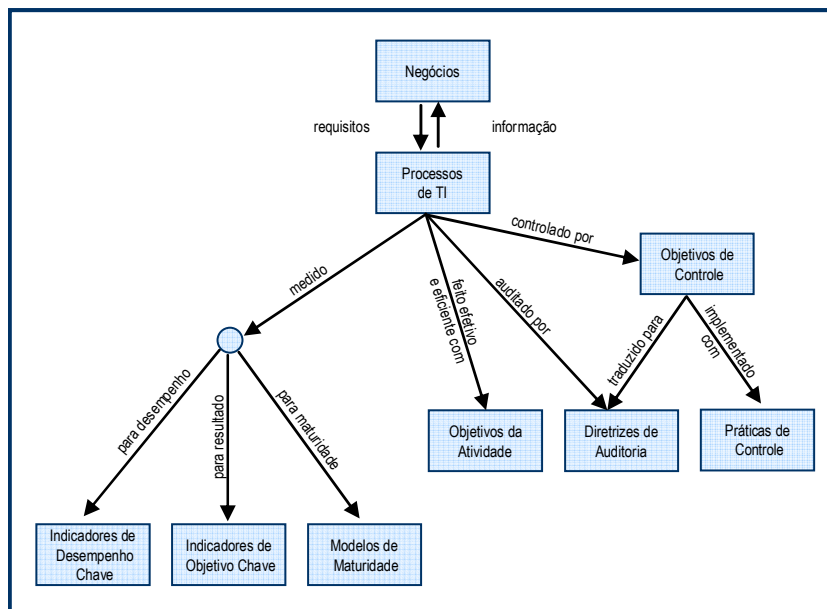 Negócios
requisitos
informação
Processos
de TI
controlado por
Objetivos de
Controle
medido
feito efetivo
e eficiente com
auditado por
traduzido para
implementado
com
para desempenho
para resultado
para maturidade
Objetivos da
Atividade
Diretrizes de
Auditoria
Práticas de
Controle
Indicadores de
Desempenho
Chave
Indicadores de
Objetivo Chave
Modelos de
Maturidade